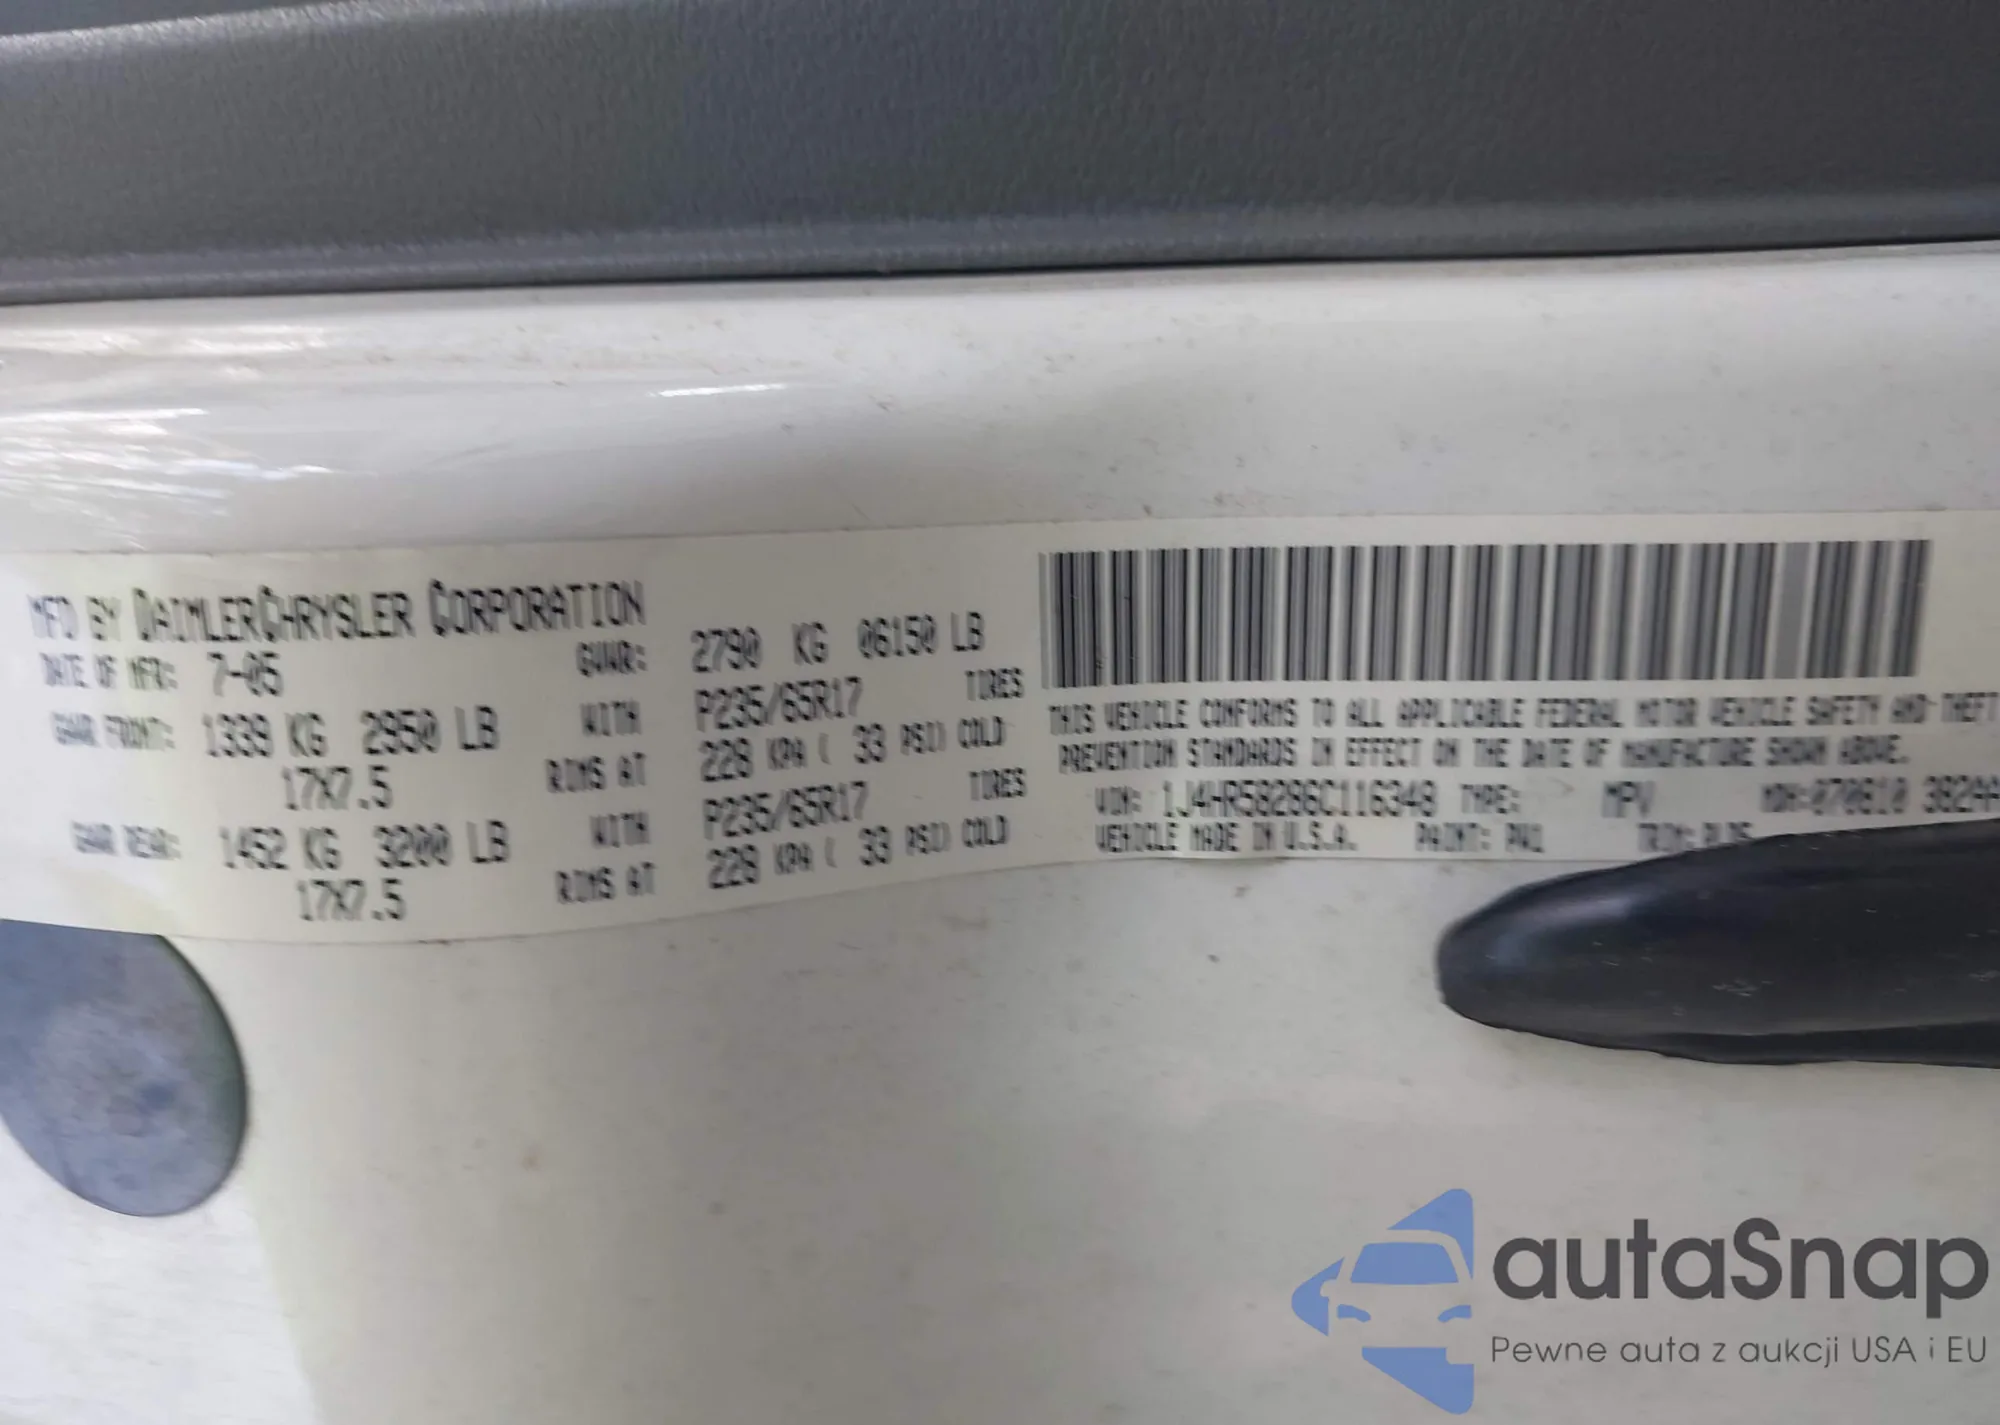 MFD BY DAIMLERCHRYSLER CORPORATION
DATE OF MFR: 7-05 GVWR: 2790 KG 06150 LB
GAWR FRONT: 1339 KG 2950 LB WITH P235/65R17 TIRES
17X7.5 RIMS AT 228 KPA ( 33 PSI) COLD
GAWR REAR: 1452 KG 3200 LB WITH P235/65R17 TIRES
17X7.5 RIMS AT 228 KPA ( 33 PSI) COLD
THIS VEHICLE CONFORMS TO ALL APPLICABLE FEDERAL MOTOR VEHICLE SAFETY AND THEFT
PREVENTION STANDARDS IN EFFECT ON THE DATE OF MANUFACTURE SHOWN ABOVE.
VIN: 1J4HR58286C116348 TYPE: MPV MDH:070810
VEHICLE MADE IN U.S.A. PAINT: PW1 TRIM:
autaSnap
Pewne auta z aukcji USA i EU